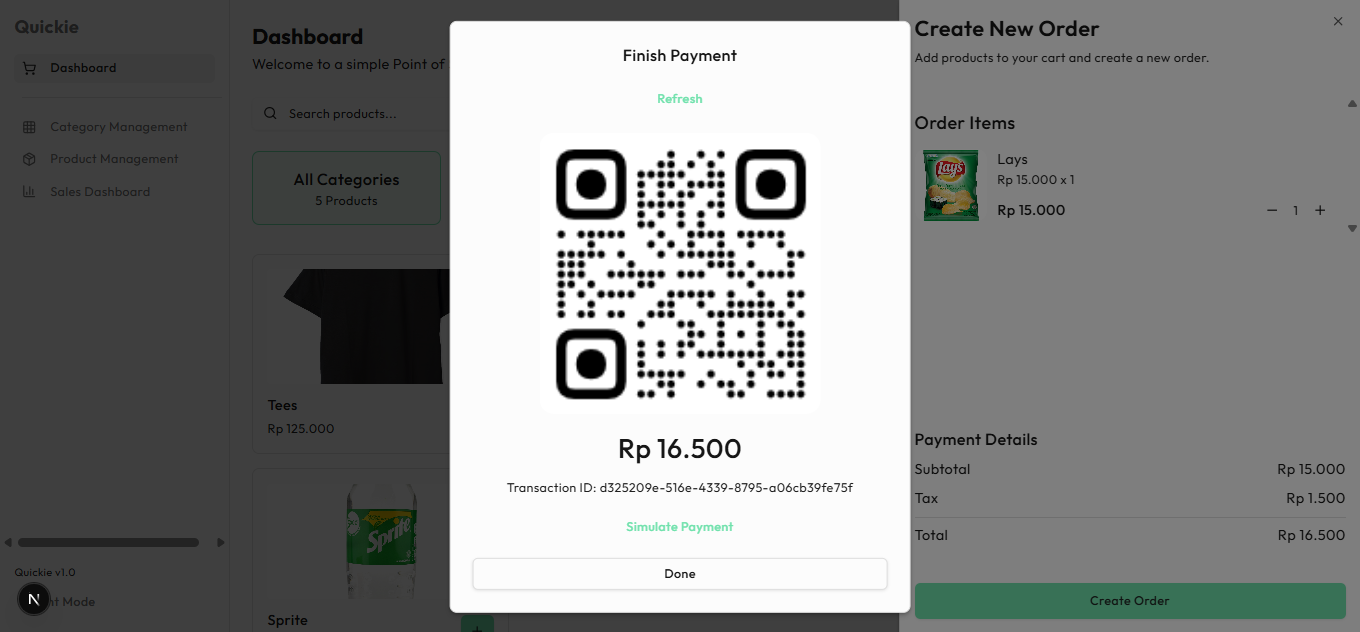 Quickie
Dashboard
Category Management
Product Management
Sales Dashboard
Quickie v1.0
N
Mode
Dashboard
Welcome to a simple Point of
Search products...
All Categories
5 Products
Tees
Rp 125.000
Sprite
Sprite
Finish Payment
Refresh
Rp 16.500
Transaction ID: d325209e-516e-4339-8795-a06cb39fe75f
Simulate Payment
Done
Create New Order
Add products to your cart and create a new order.
Order Items
Lay's
Lays
Rp 15.000 x 1
Rp 15.000
1
Payment Details
Subtotal Rp 15.000
Tax Rp 1.500
Total Rp 16.500
Create Order